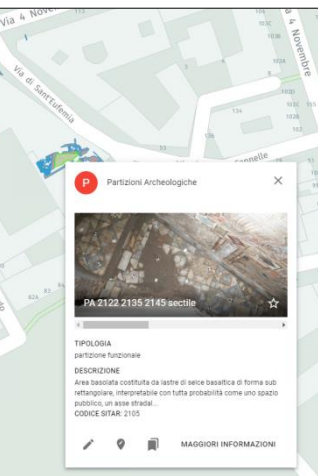 Via 4 Nove
a 4 Novembre
Via di Sant'Eufemia
nnelle
P
Partizioni Archeologiche
PA 2122 2135 2145 sectile
TIPOLOGIA
partizione funzionale
DESCRIZIONE
Area basolata costituita da lastre di selce basaltica di forma sub
rettangolare, interpretabile con tutta probabilità come uno spazio
pubblico, un asse stradal...
CODICE SITAR: 2105
MAGGIORI INFORMAZIONI